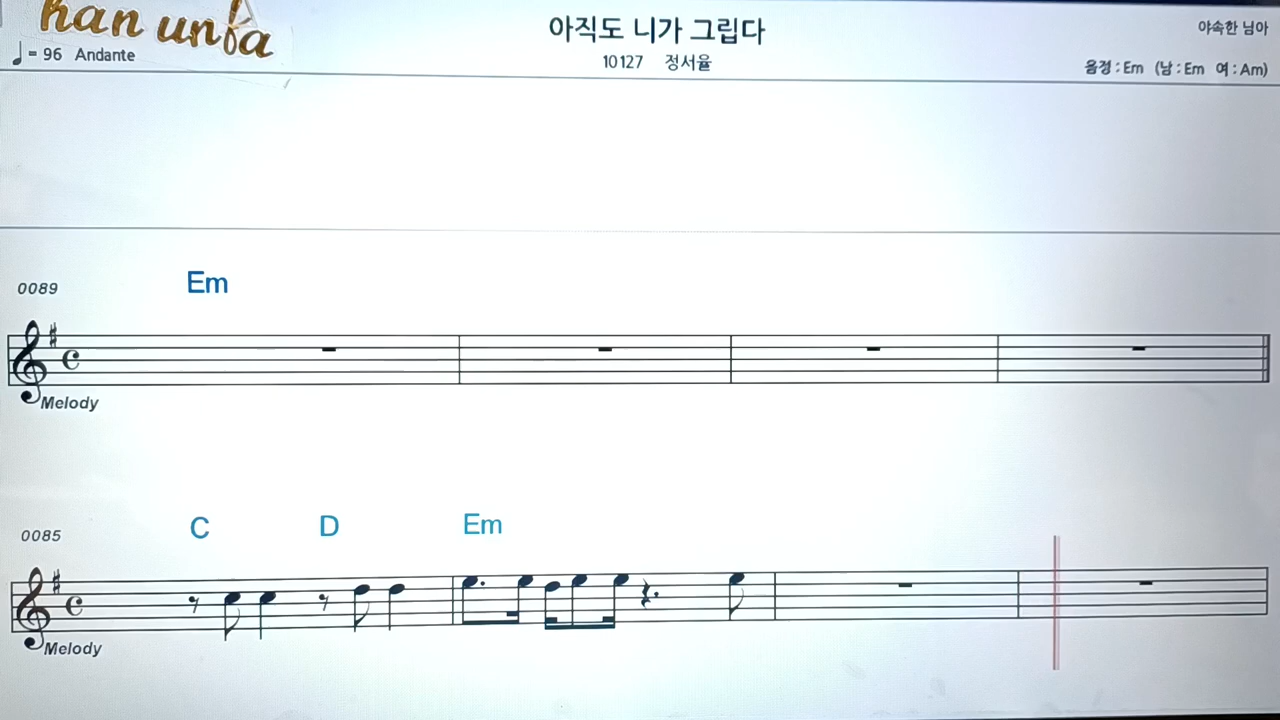 han unfa
아직도 니가 그립다
야속한 님아
♩ = 96 Andante
10127 정서율
음정 : Em (남 : Em 여 : Am)
0089
Em
Melody
0085
C D Em
Melody